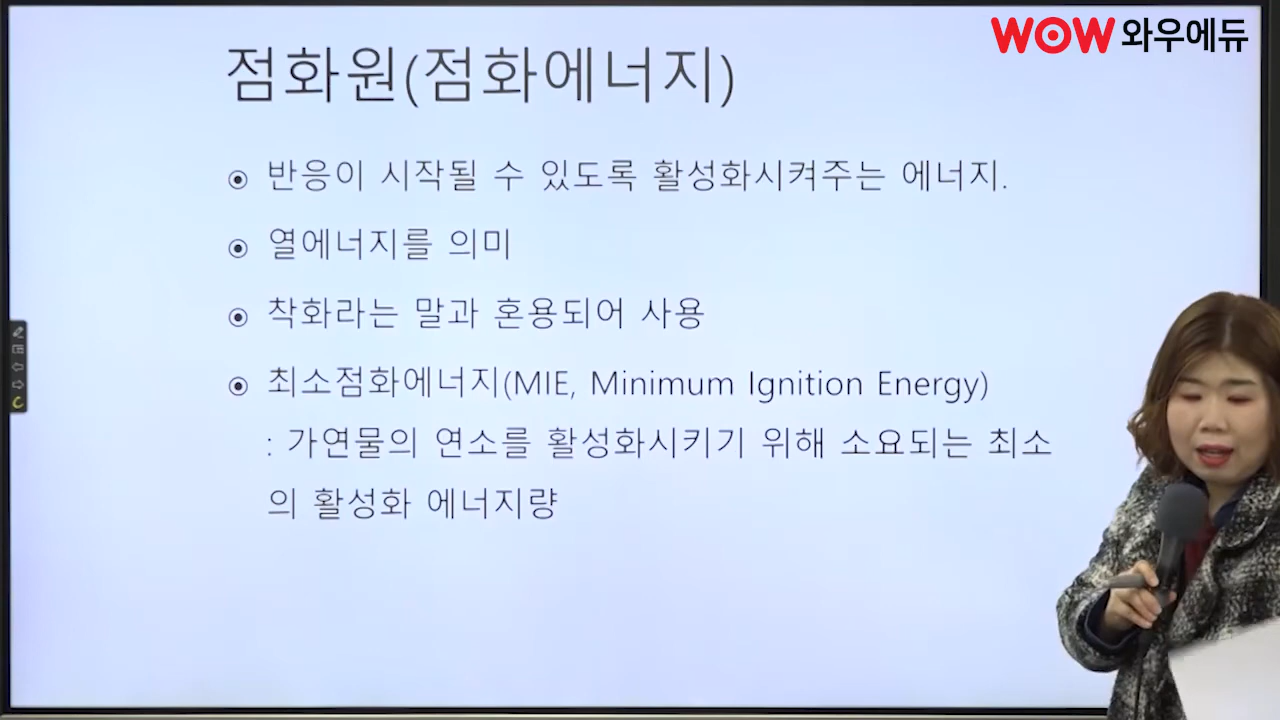 WOW 와우에듀
점화원(점화에너지)
◉ 반응이 시작될 수 있도록 활성화시켜주는 에너지.
◉ 열에너지를 의미
◉ 착화라는 말과 혼용되어 사용
◉ 최소점화에너지(MIE, Minimum Ignition Energy)
: 가연물의 연소를 활성화시키기 위해 소요되는 최소
의 활성화 에너지량